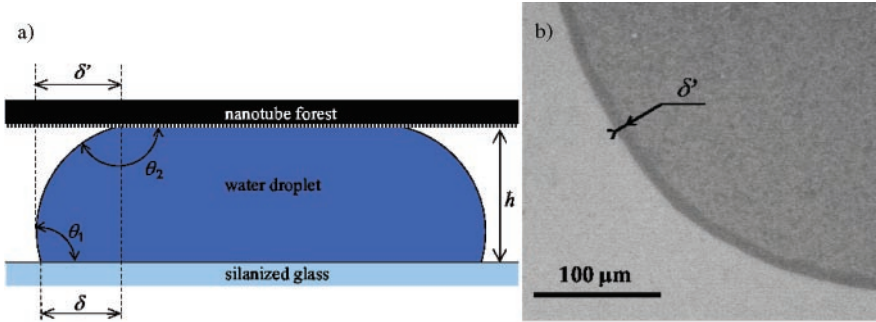 a)
δ'
nanotube forest
θ2
water droplet
h
θ1
silanized glass
δ
b)
δ'
100 µm